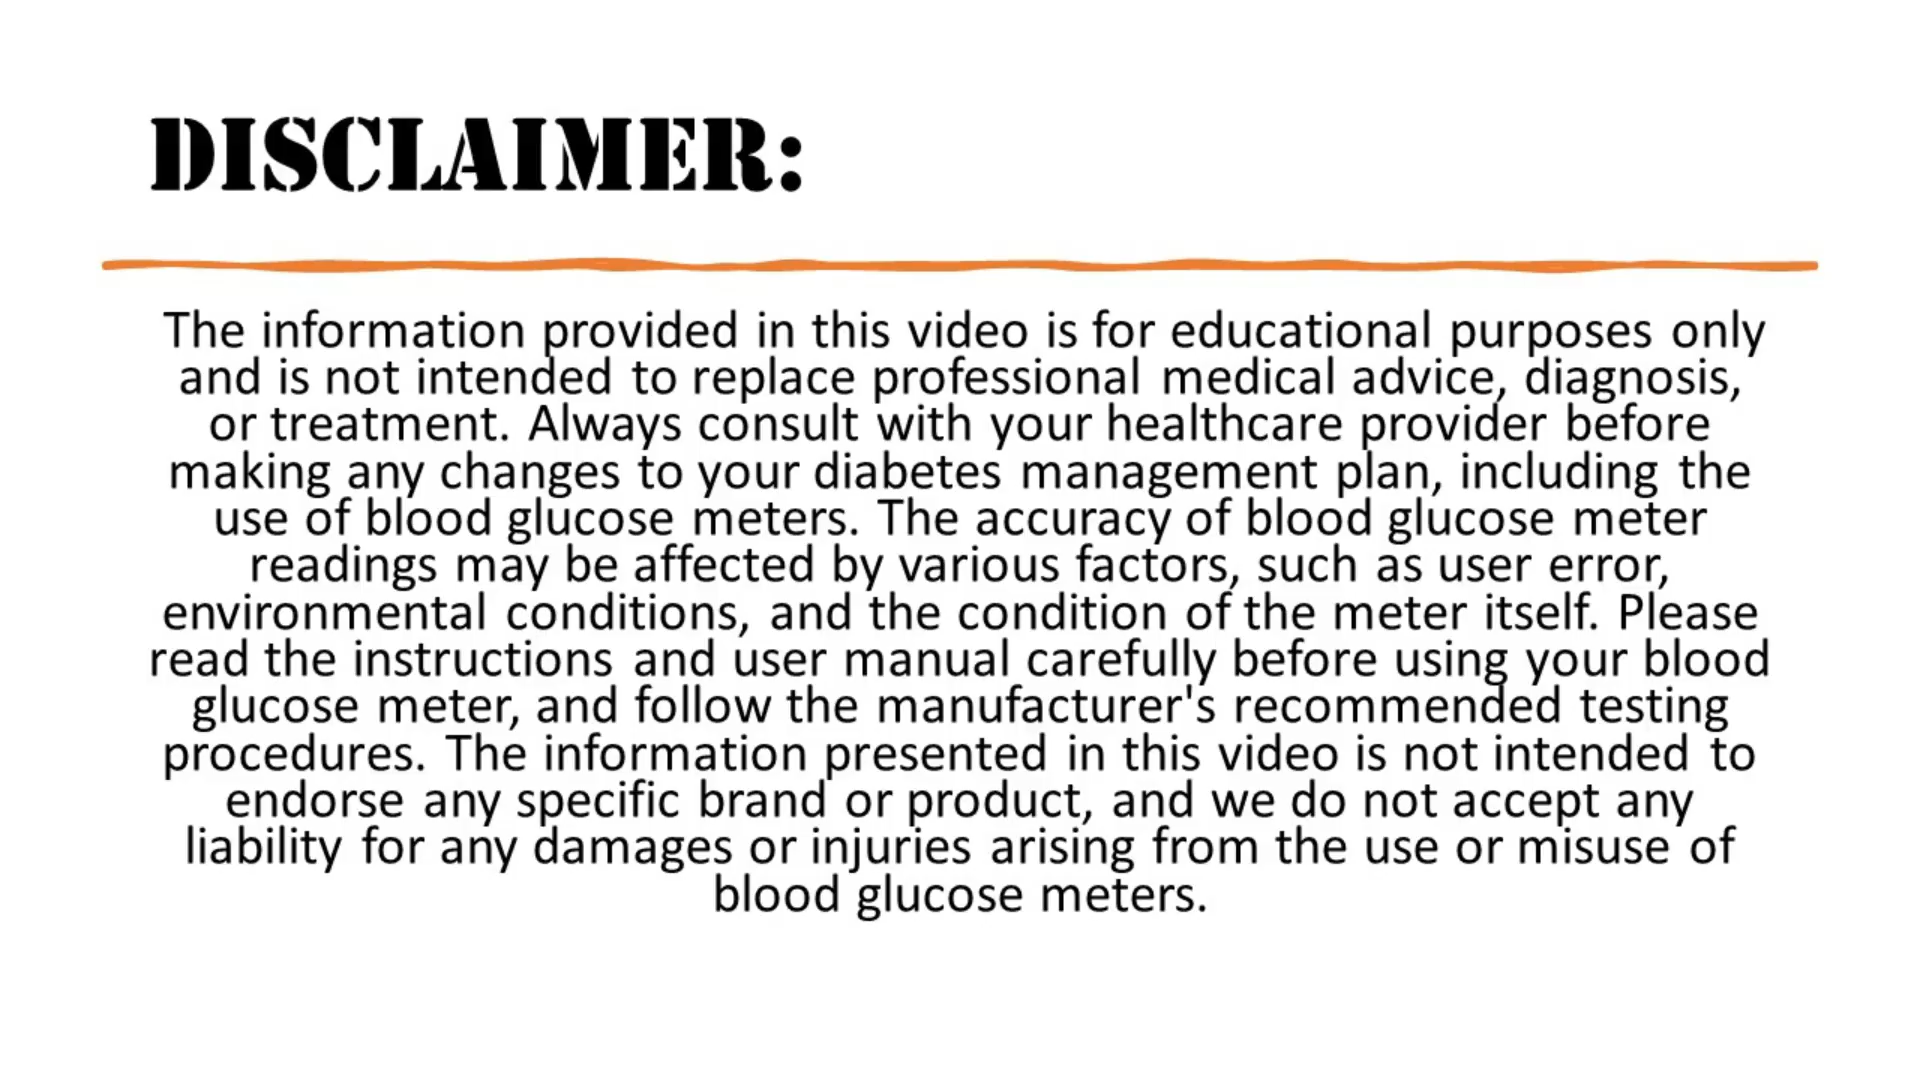 DISCLAIMER:
The information provided in this video is for educational purposes only
and is not intended to replace professional medical advice, diagnosis,
or treatment. Always consult with your healthcare provider before
making any changes to your diabetes management plan, including the
use of blood glucose meters. The accuracy of blood glucose meter
readings may be affected by various factors, such as user error,
environmental conditions, and the condition of the meter itself. Please
read the instructions and user manual carefully before using your blood
glucose meter, and follow the manufacturer's recommended testing
procedures. The information presented in this video is not intended to
endorse any specific brand or product, and we do not accept any
liability for any damages or injuries arising from the use or misuse of
blood glucose meters.